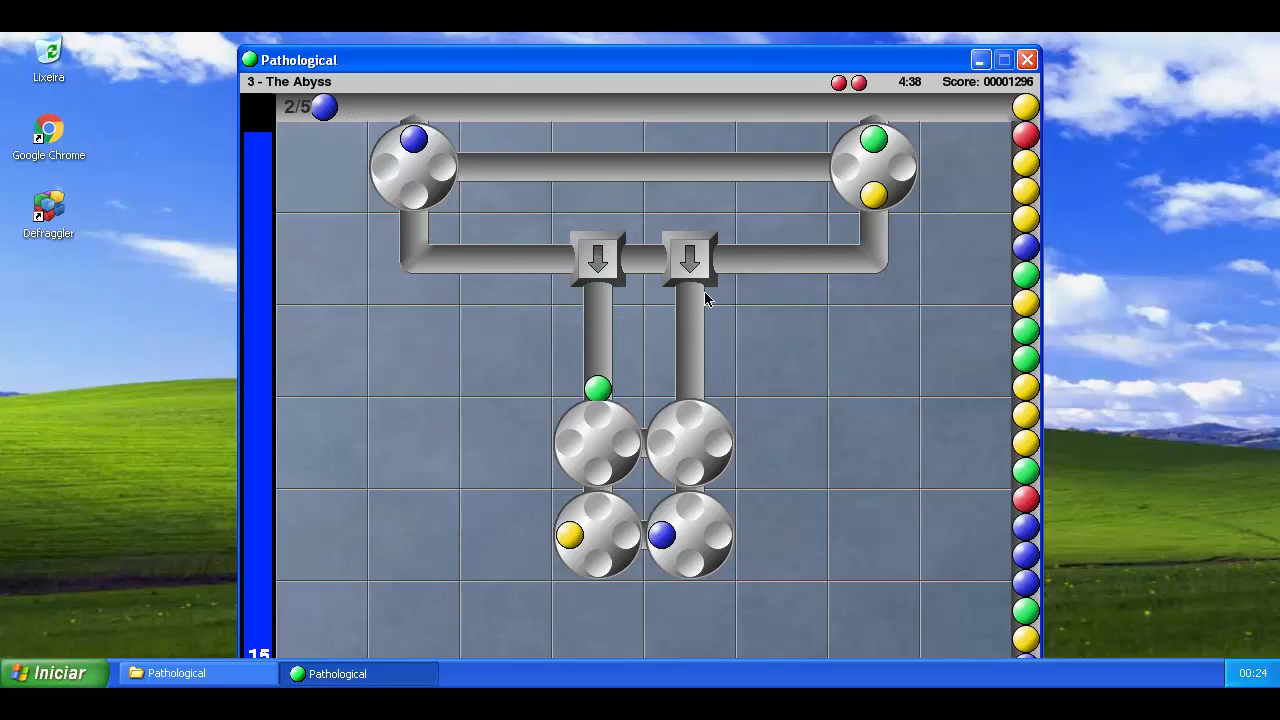 Pathological
3 - The Abyss
4:38
Score: 00001296
2/5
Lixeira
Google Chrome
Defraggler
15
Iniciar
Pathological
Pathological
00:24